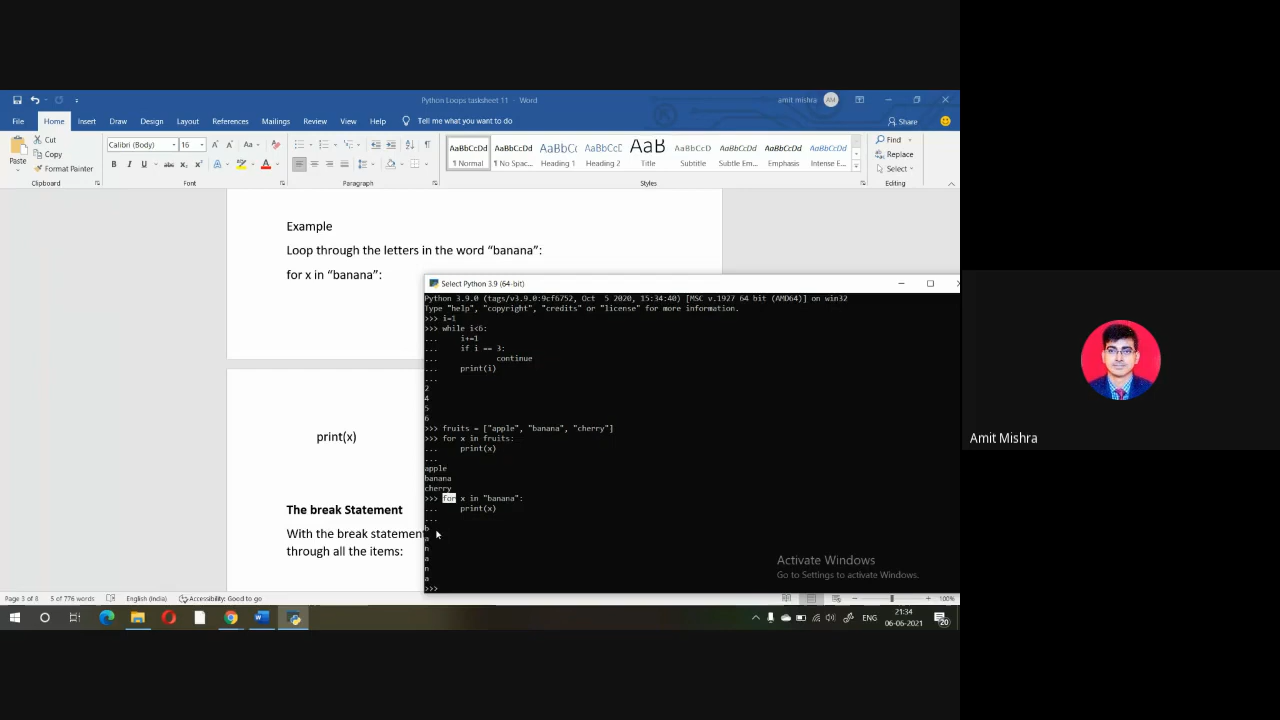 Python Loops tasksheet 11 - Word
amit mishra
AM
File
Home
Insert
Draw
Design
Layout
References
Mailings
Review
View
Help
Tell me what you want to do
Share
Paste
Cut
Copy
Format Painter
Clipboard
Calibri (Body)
16
Font
Paragraph
AaBbCcDd
¶ Normal
AaBbCcDd
¶ No Spac...
AaBbCc
Heading 1
AaBbCcC
Heading 2
AaB
Title
AaBbCcD
Subtitle
AaBbCcDd
Subtle Em...
AaBbCcDd
Emphasis
AaBbCcDd
Intense E...
Styles
Find
Replace
Select
Editing
Example
Loop through the letters in the word “banana”:
for x in “banana”:
print(x)
The break Statement
With the break statement
through all the items:
Select Python 3.9 (64-bit)
Python 3.9.0 (tags/v3.9.0:9cf6752, Oct  5 2020, 15:34:40) [MSC v.1927 64 bit (AMD64)] on win32
Type "help", "copyright", "credits" or "license" for more information.
>>> i=1
>>> while i<6:
...     i+=1
...     if i == 3:
...             continue
...     print(i)
...
2
4
5
6
>>> fruits = ["apple", "banana", "cherry"]
>>> for x in fruits:
...     print(x)
...
apple
banana
cherry
>>> for x in "banana":
...     print(x)
...
b
a
n
a
n
a
>>>
Activate Windows
Go to Settings to activate Windows.
Page 3 of 8
5 of 776 words
English (India)
Accessibility: Good to go
100%
ENG
21:34
06-06-2021
20
Amit Mishra